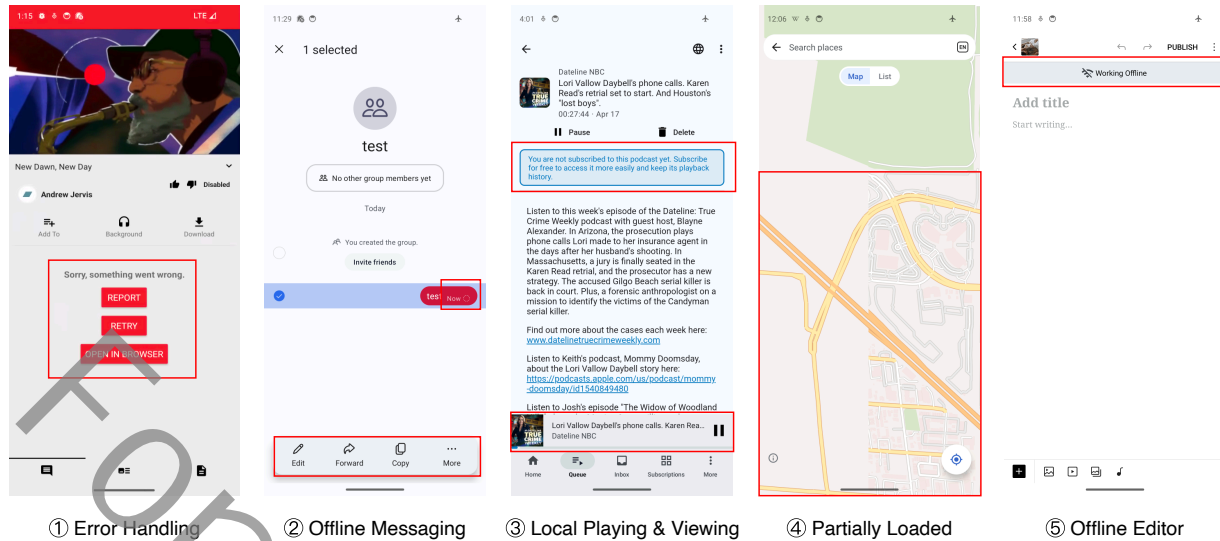 1:15
LTE
New Dawn, New Day
Disabled
Andrew Jervis
Add To
Background
Download
Sorry, something went wrong.
REPORT
RETRY
OPEN IN BROWSER
① Error Handling
11:29
1 selected
test
No other group members yet
Today
You created the group.
Invite friends
test
Now
Edit
Forward
Copy
More
② Offline Messaging
4:01
Dateline NBC
Lori Vallow Daybell's phone calls. Karen
Read's retrial set to start. And Houston's
"lost boys".
00:27:44 · Apr 17
Pause
Delete
You are not subscribed to this podcast yet. Subscribe
for free to access it more easily and keep its playback
history.
Listen to this week's episode of the Dateline: True
Crime Weekly podcast with guest host, Blayne
Alexander. In Arizona, the prosecution plays
phone calls Lori made to her insurance agent in
the days after her husband's shooting. In
Massachusetts, a jury is finally seated in the
Karen Read retrial, and the prosecutor has a new
strategy. The accused Gilgo Beach serial killer is
back in court. Plus, a forensic anthropologist on a
mission to identify the victims of the Candyman
serial killer.
Find out more about the cases each week here:
www.datelinetruecrimeweekly.com
Listen to Keith's podcast, Mommy Doomsday,
about the Lori Vallow Daybell story here:
https://podcasts.apple.com/us/podcast/mommy
-doomsday/id1540849480
Listen to Josh's episode "The Widow of Woodland
TRUE
CRIME
Lori Vallow Daybell's phone calls. Karen Rea...
Dateline NBC
Home
Queue
Inbox
Subscriptions
More
③ Local Playing & Viewing
12:06
W
Search places
EN
Map
List
④ Partially Loaded
11:58
PUBLISH
Working Offline
Add title
Start writing...
⑤ Offline Editor
For